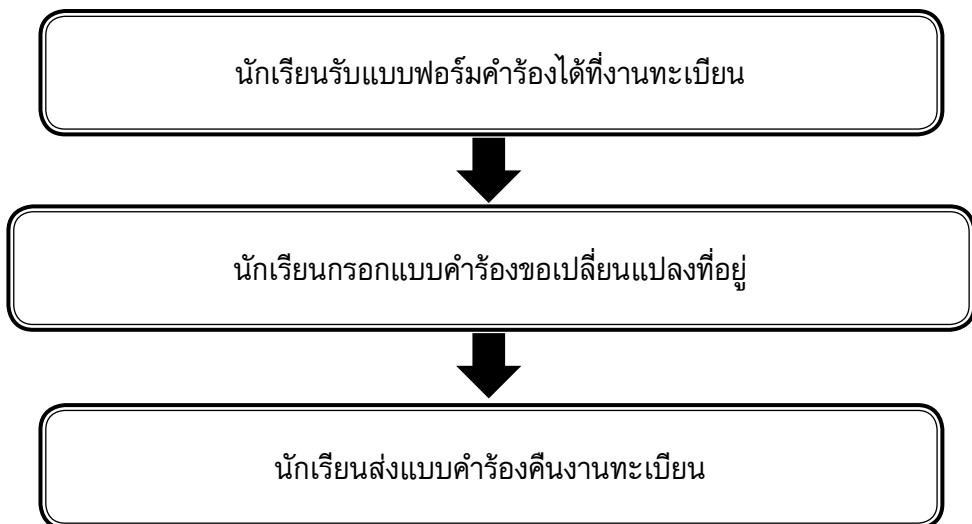 นักเรียนรับแบบฟอร์มคำร้องได้ที่งานทะเบียน
นักเรียนกรอกแบบคำร้องขอเปลี่ยนแปลงที่อยู่
นักเรียนส่งแบบคำร้องคืนงานทะเบียน